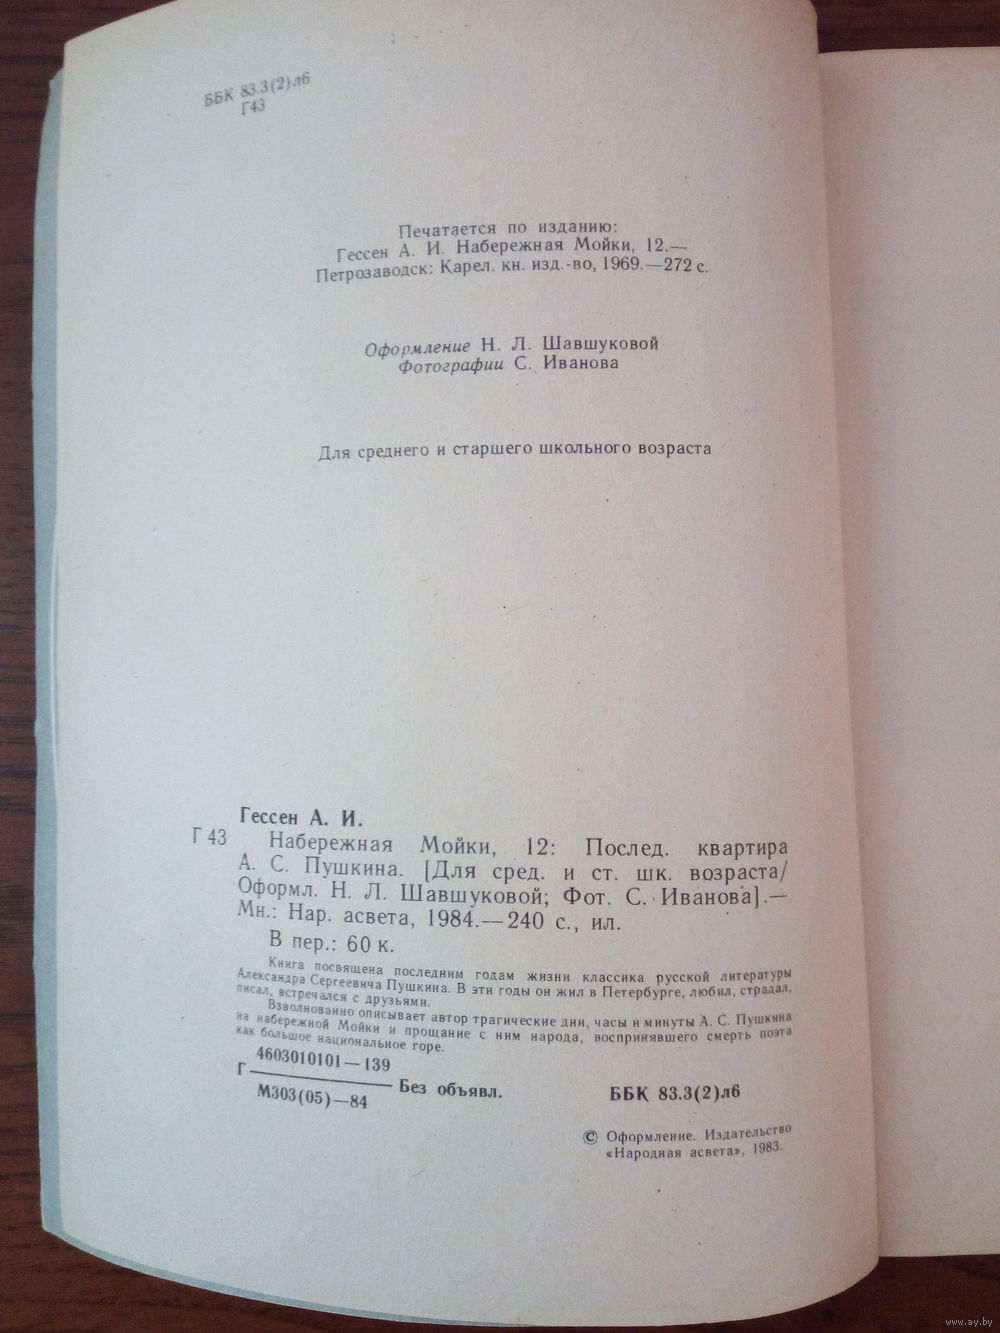 ББК 83.3(2)л6
Г43
Печатается по изданию:
Гессен А. И. Набережная Мойки, 12.—
Петрозаводск: Карел. кн. изд.-во, 1969.—272 с.
Оформление Н. Л. Шавшуковой
Фотографии С. Иванова
Для среднего и старшего школьного возраста
Гессен А. И.
Г 43 Набережная Мойки, 12: Послед. квартира
А. С. Пушкина. [Для сред. и ст. шк. возраста/
Оформл. Н. Л. Шавшуковой; Фот. С. Иванова].—
Мн.: Нар. асвета, 1984.—240 с., ил.
В пер.: 60 к.
Книга посвящена последним годам жизни классика русской литературы
Александра Сергеевича Пушкина. В эти годы он жил в Петербурге, любил, страдал,
писал, встречался с друзьями.
Взволнованно описывает автор трагические дни, часы и минуты А. С. Пушкина
на набережной Мойки и прощание с ним народа, воспринявшего смерть поэта
как большое национальное горе.
4603010101—139
Г Без объявл.
М303(05)—84
ББК 83.3(2)л6
© Оформление. Издательство
«Народная асвета», 1983.
www.ay.by